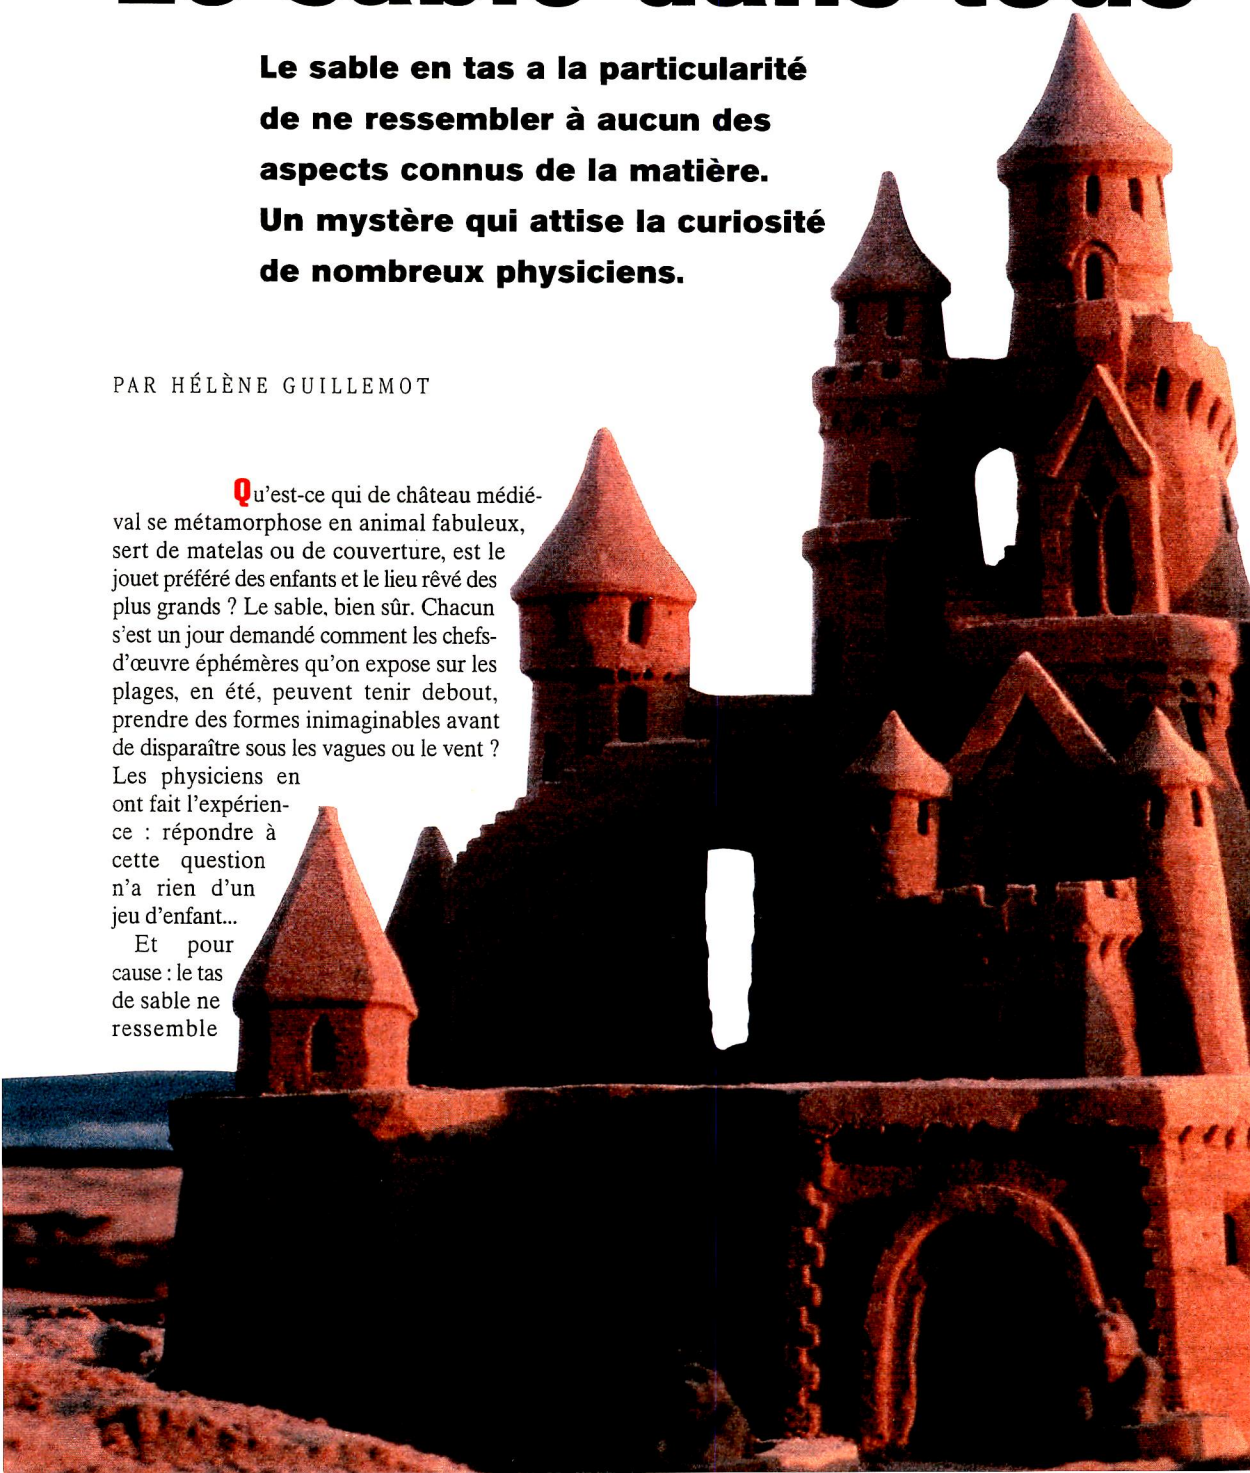 Le sable dans tous
Le sable en tas a la particularité
de ne ressembler à aucun des
aspects connus de la matière.
Un mystère qui attise la curiosité
de nombreux physiciens.
PAR HÉLÈNE GUILLEMOT
Qu'est-ce qui de château médié-
val se métamorphose en animal fabuleux,
sert de matelas ou de couverture, est le
jouet préféré des enfants et le lieu rêvé des
plus grands ? Le sable, bien sûr. Chacun
s'est un jour demandé comment les chefs-
d'œuvre éphémères qu'on expose sur les
plages, en été, peuvent tenir debout,
prendre des formes inimaginables avant
de disparaître sous les vagues ou le vent ?
Les physiciens en
ont fait l'expérien-
ce : répondre à
cette question
n'a rien d'un
jeu d'enfant...
Et pour
cause : le tas
de sable ne
ressemble